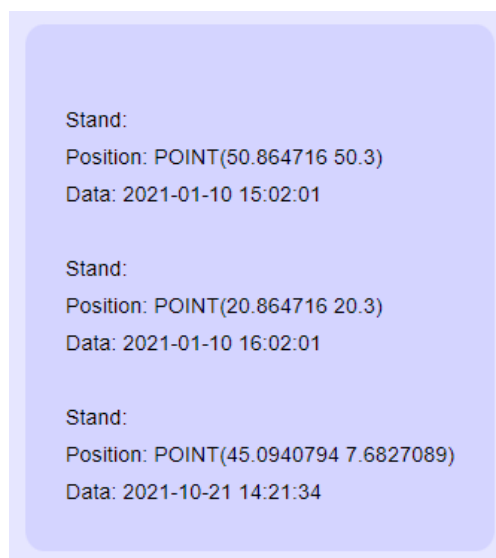 Stand:
Position: POINT(50.864716 50.3)
Data: 2021-01-10 15:02:01
Stand:
Position: POINT(20.864716 20.3)
Data: 2021-01-10 16:02:01
Stand:
Position: POINT(45.0940794 7.6827089)
Data: 2021-10-21 14:21:34